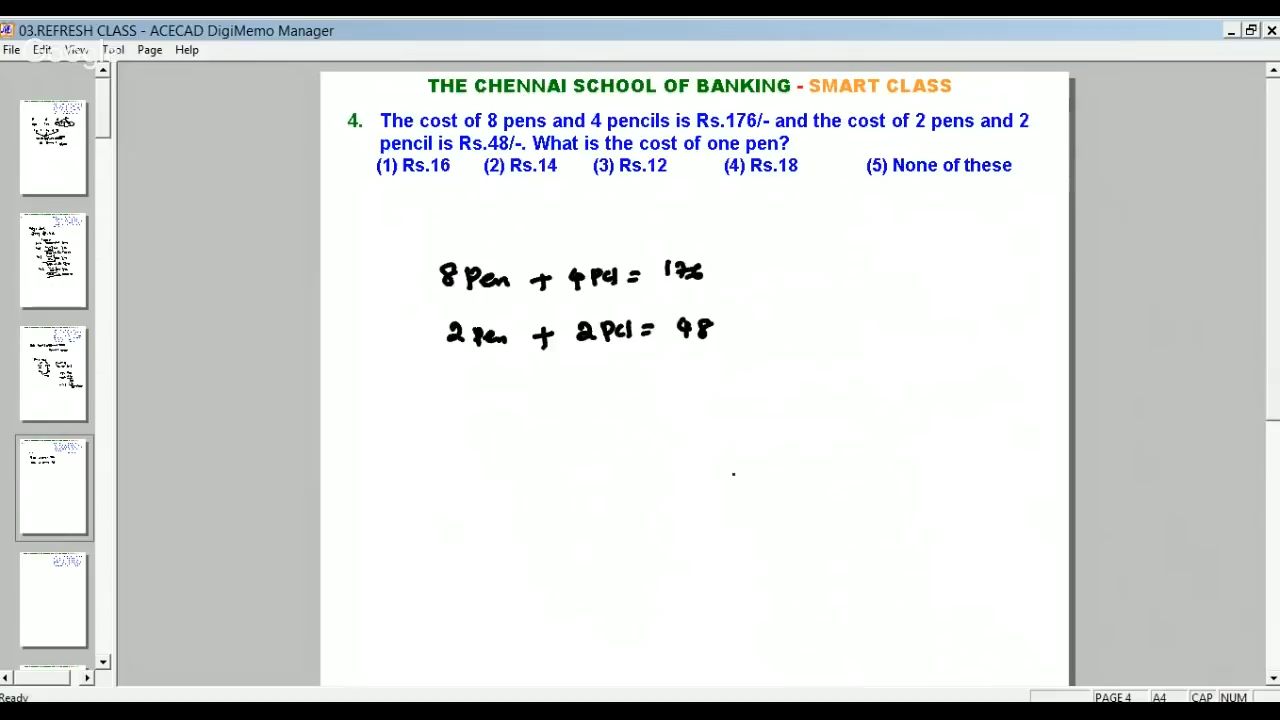 03.REFRESH CLASS - ACECAD DigiMemo Manager
File Edit View Tool Page Help
THE CHENNAI SCHOOL OF BANKING - SMART CLASS
4. The cost of 8 pens and 4 pencils is Rs.176/- and the cost of 2 pens and 2
pencil is Rs.48/-. What is the cost of one pen?
(1) Rs.16 (2) Rs.14 (3) Rs.12 (4) Rs.18 (5) None of these
8 Pen + 4 Pcl = 176
2 Pen + 2 Pcl = 48
Ready PAGE 4 A4 CAP NUM